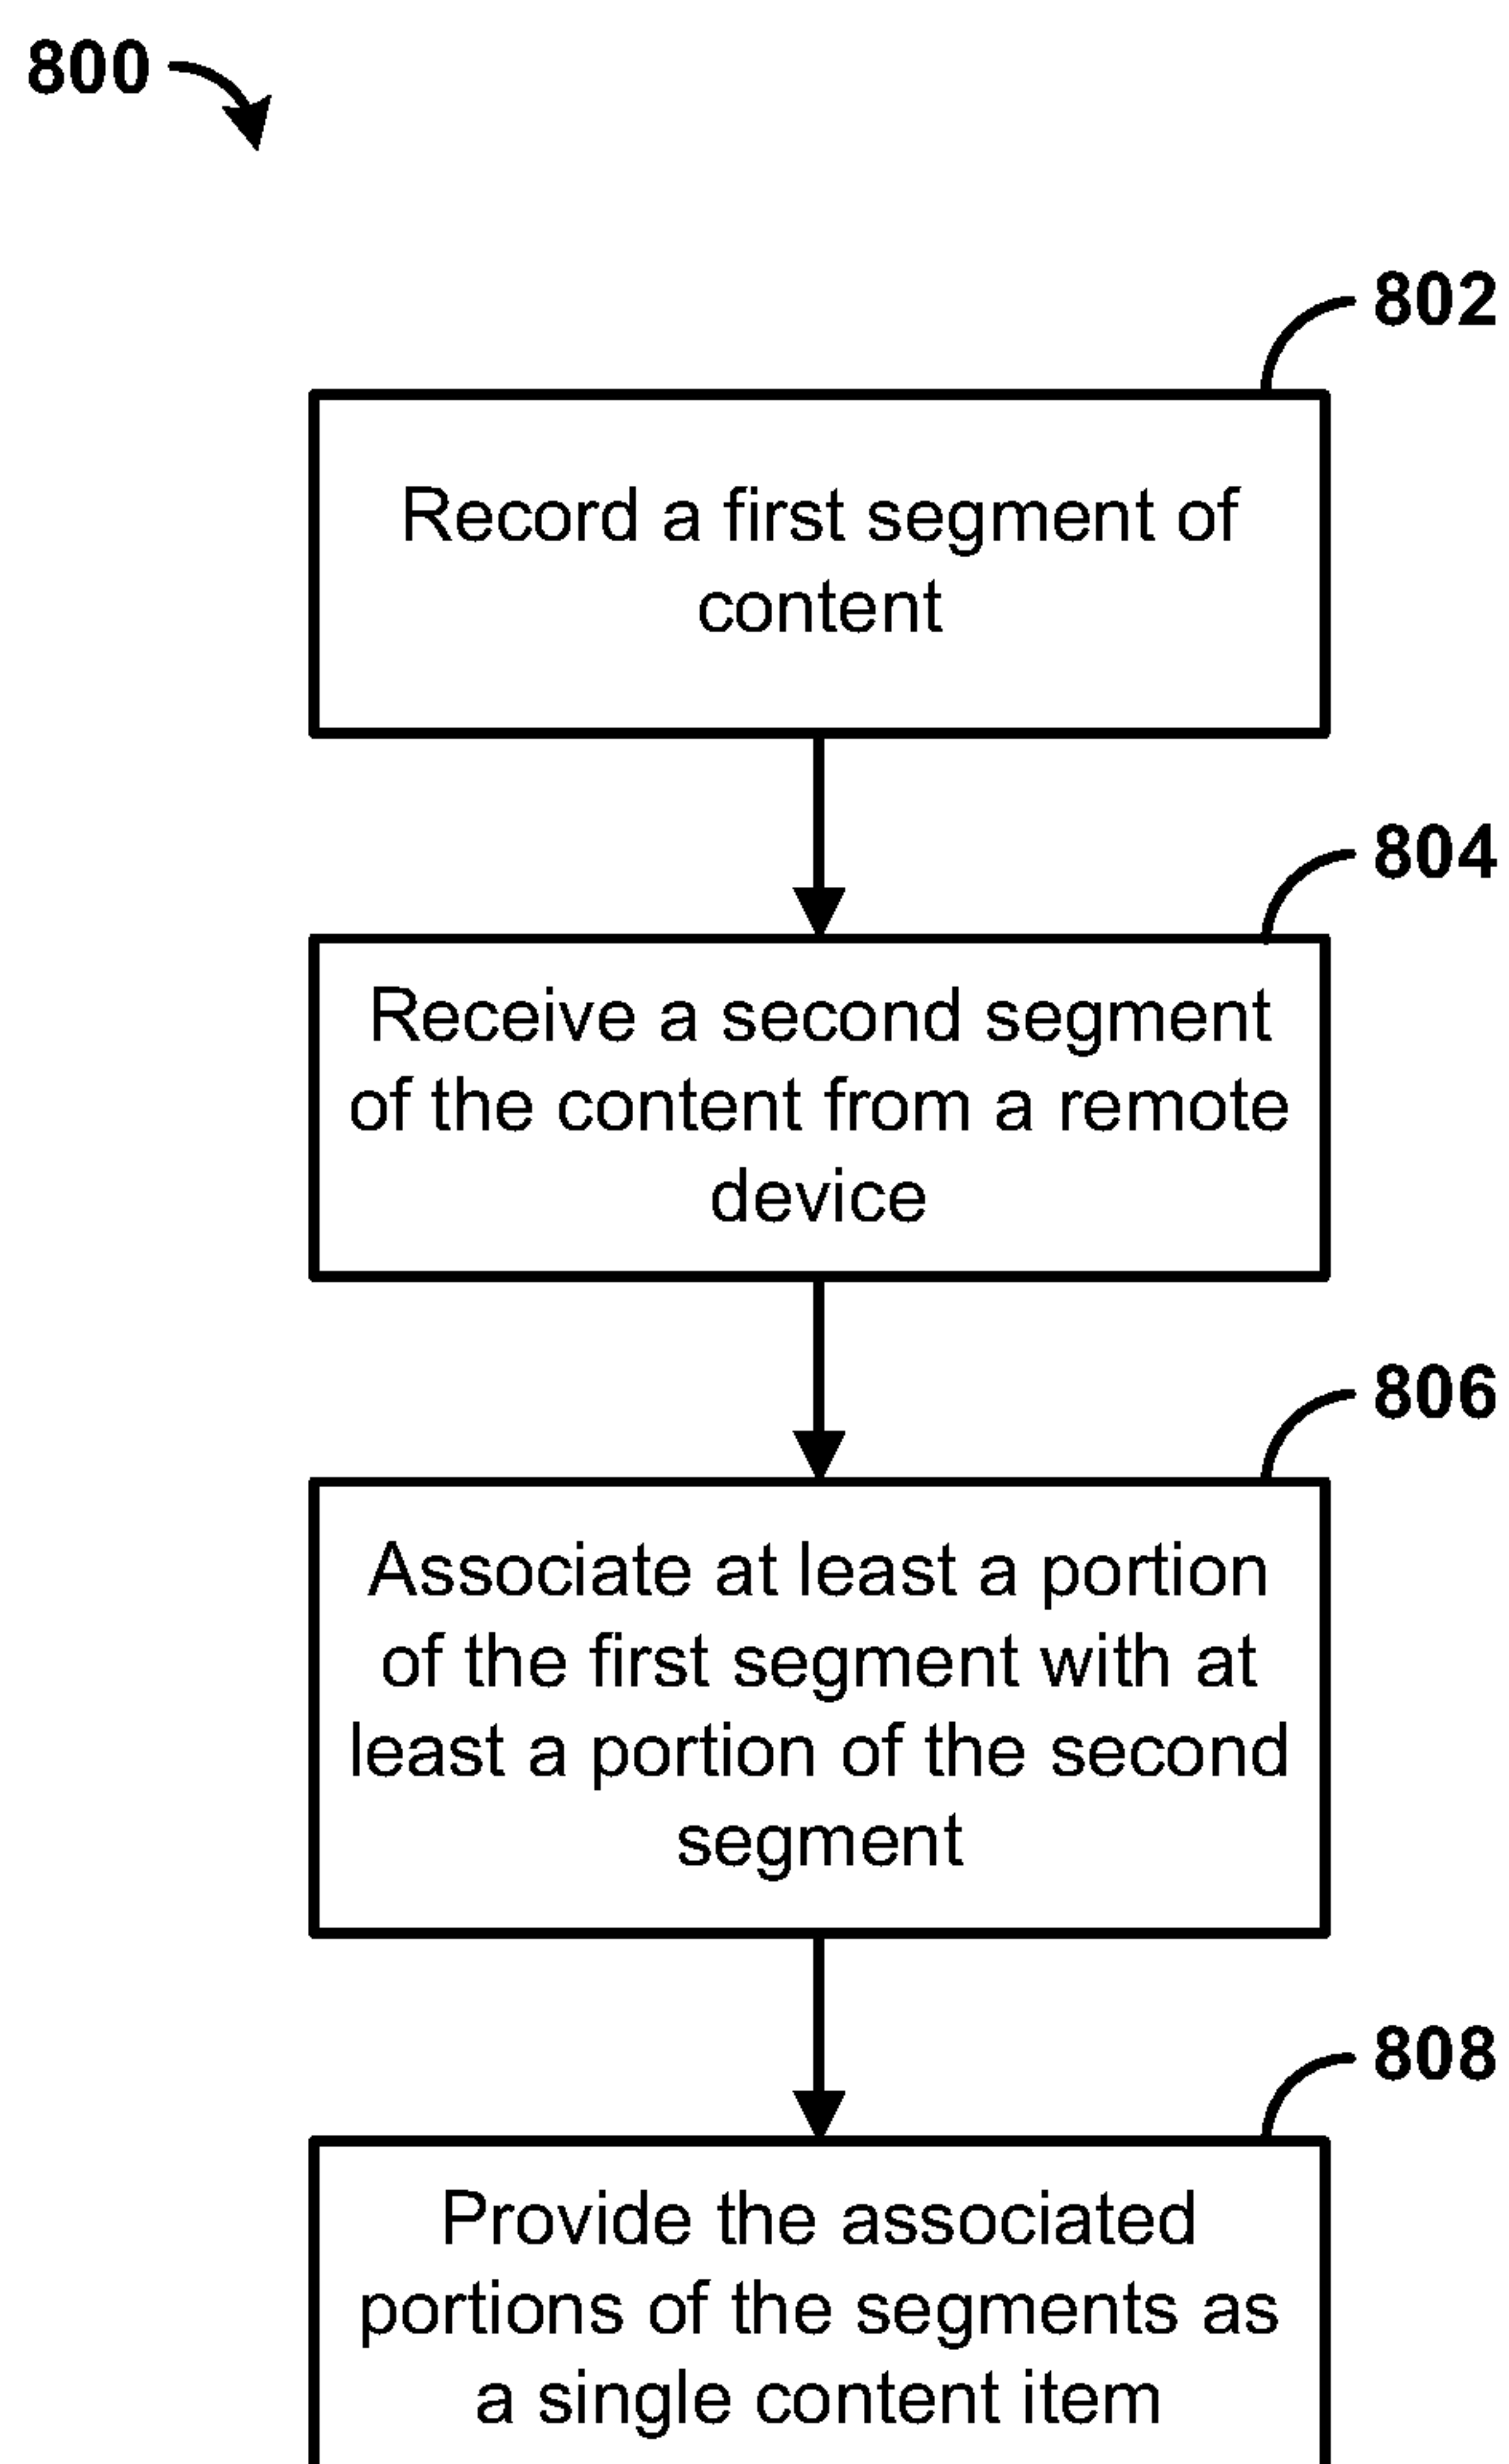 800
802
Record a first segment of
content
804
Receive a second segment
of the content from a remote
device
806
Associate at least a portion
of the first segment with at
least a portion of the second
segment
808
Provide the associated
portions of the segments as
a single content item